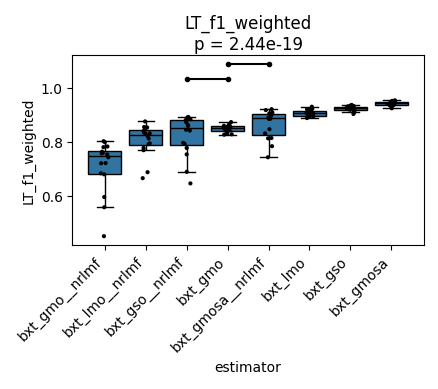 LT_f1_weighted
p = 2.44e-19
LT_f1_weighted
1.0
0.8
0.6
bxt_gmo__nrlmf
bxt_lmo__nrlmf
bxt_gso__nrlmf
bxt_gmo
bxt_gmosa__nrlmf
bxt_lmo
bxt_gso
bxt_gmosa
estimator